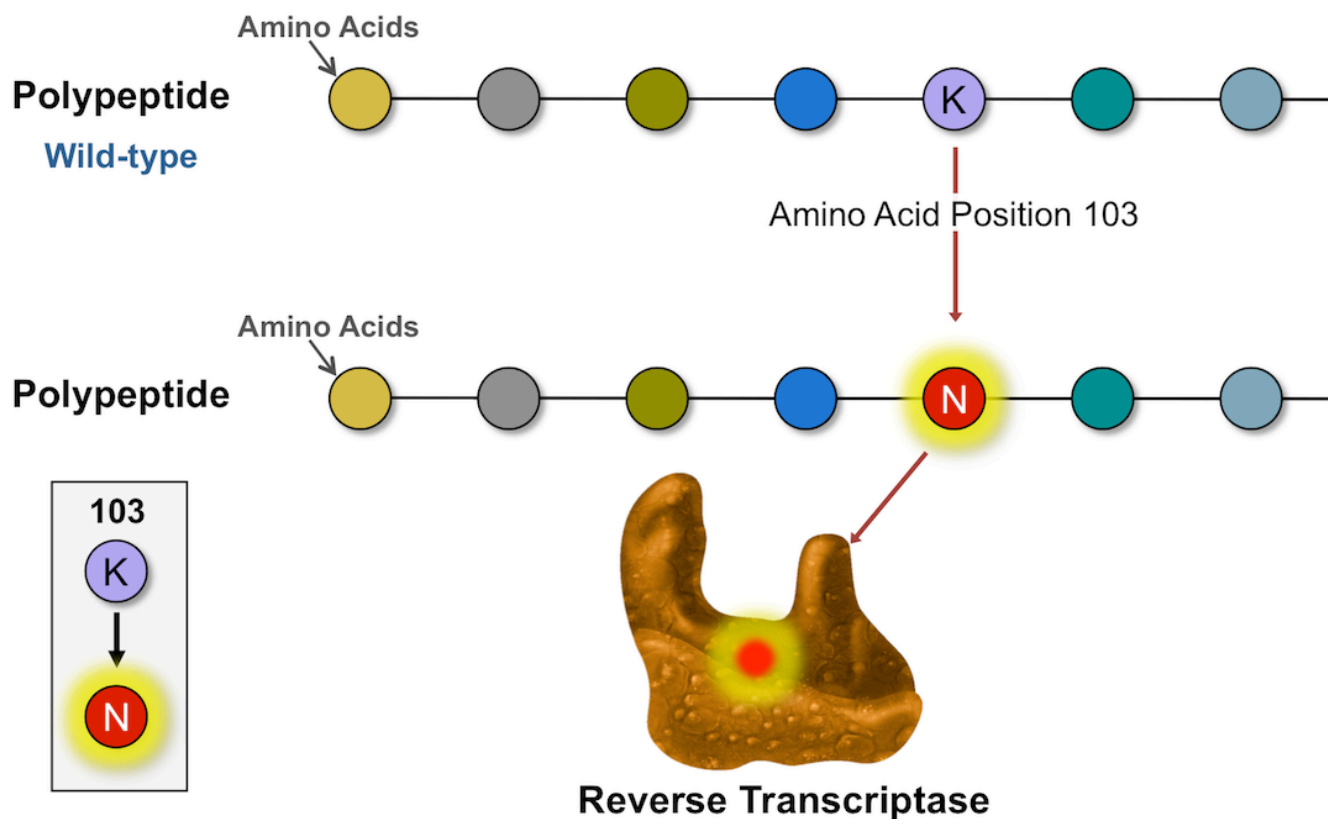 Amino Acids
Polypeptide
Wild-type
K
Amino Acid Position 103
Amino Acids
Polypeptide
N
103
K
N
Reverse Transcriptase